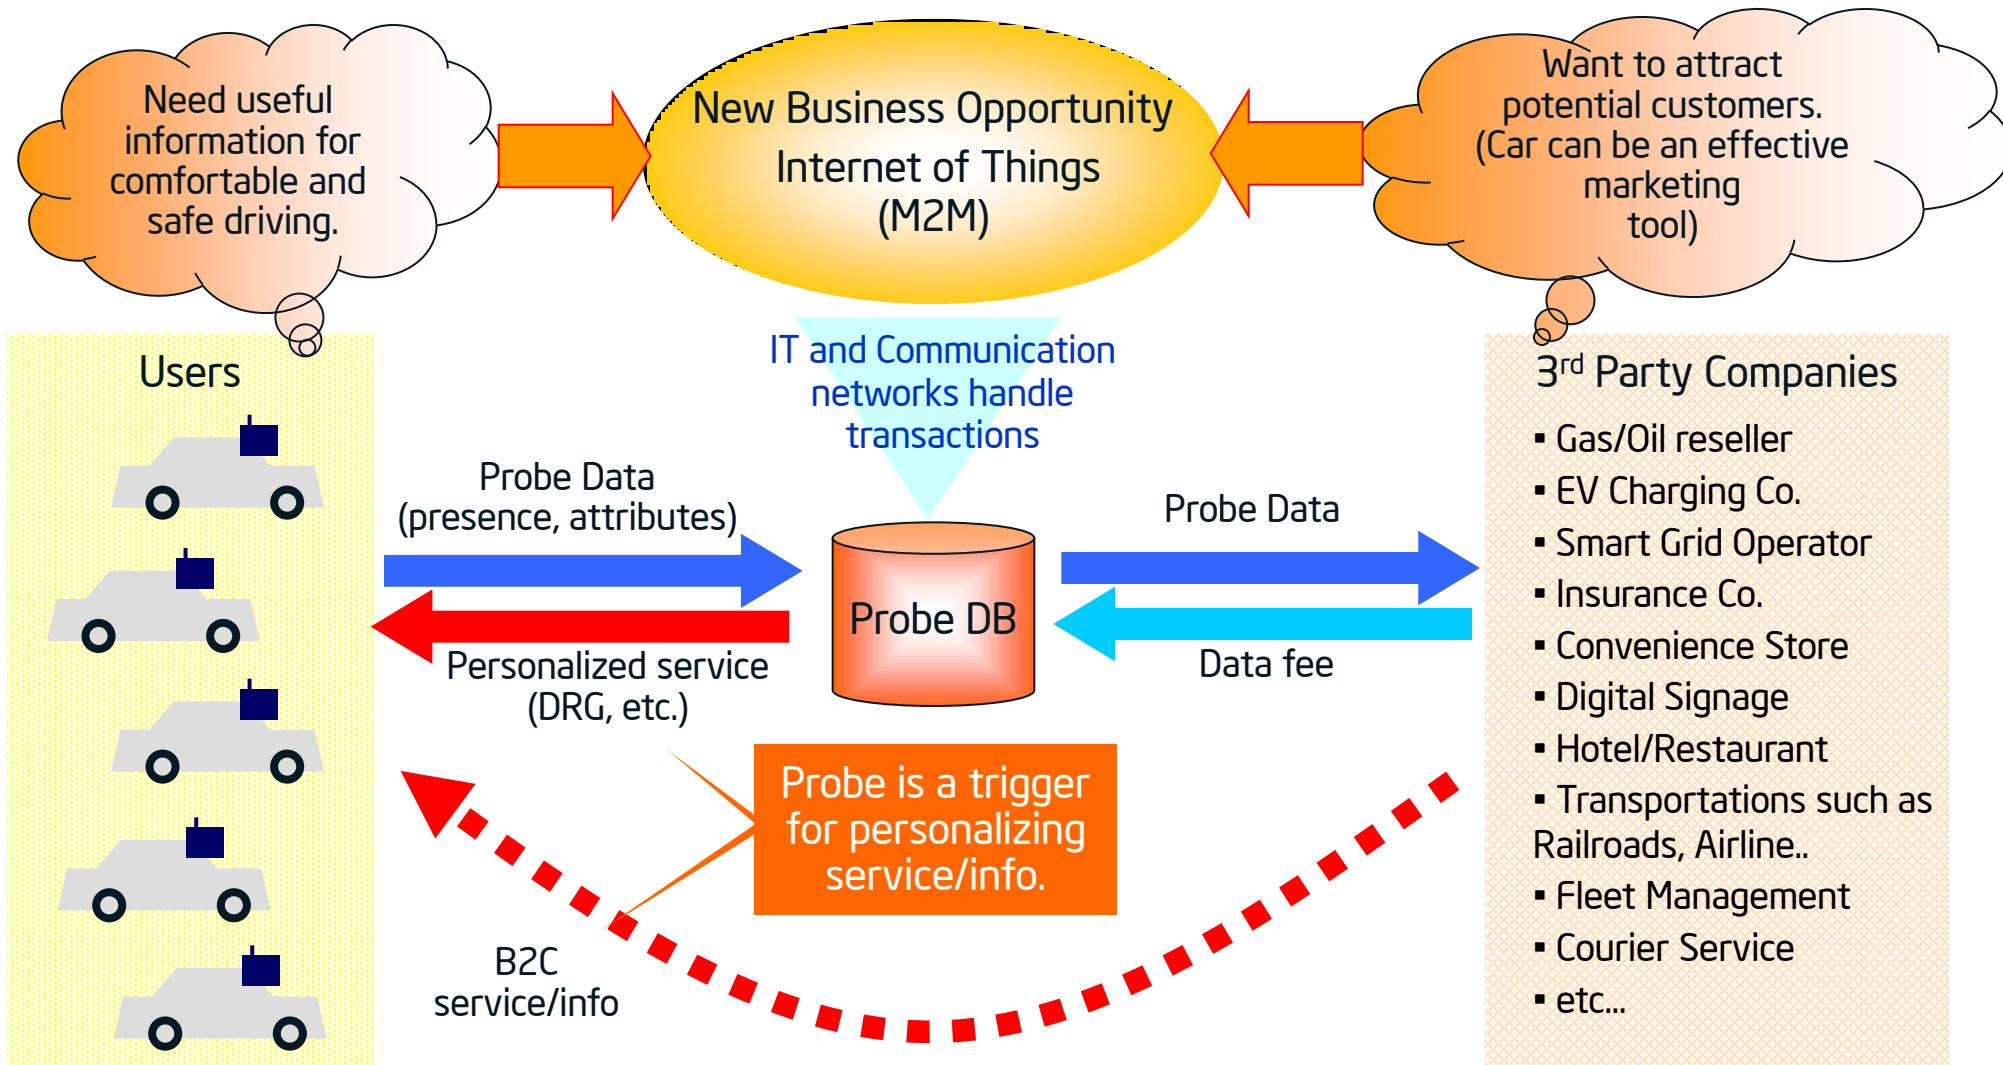 Need useful
information for
comfortable and
safe driving.
New Business Opportunity
Internet of Things
(M2M)
Want to attract
potential customers.
(Car can be an effective
marketing
tool)
IT and Communication
networks handle
transactions
Users
Probe Data
(presence, attributes)
Personalized service
(DRG, etc.)
Probe DB
Probe Data
Data fee
Probe is a trigger
for personalizing
service/info.
B2C
service/info
3rd Party Companies
▪ Gas/Oil reseller
▪ EV Charging Co.
▪ Smart Grid Operator
▪ Insurance Co.
▪ Convenience Store
▪ Digital Signage
▪ Hotel/Restaurant
▪ Transportations such as
Railroads, Airline..
▪ Fleet Management
▪ Courier Service
▪ etc...